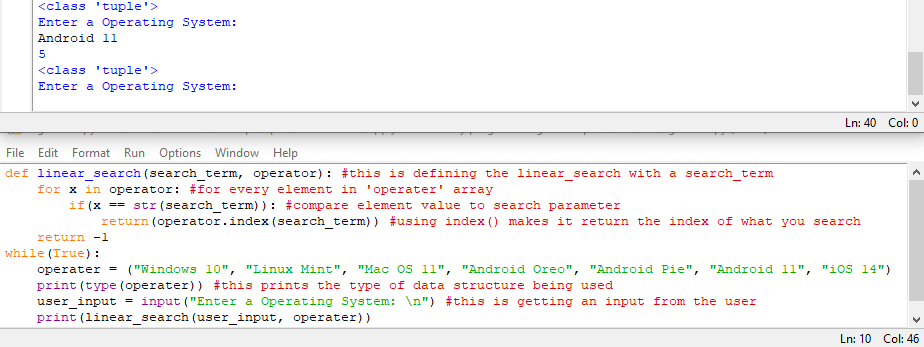 <class 'tuple'>
Enter a Operating System:
Android 11
5
<class 'tuple'>
Enter a Operating System:
Ln: 40 Col: 0
File Edit Format Run Options Window Help
def linear_search(search_term, operator): #this is defining the linear_search with a search_term
    for x in operator: #for every element in 'operater' array
        if(x == str(search_term)): #compare element value to search parameter
            return(operator.index(search_term)) #using index() makes it return the index of what you search
    return -1
while(True):
    operater = ("Windows 10", "Linux Mint", "Mac OS 11", "Android Oreo", "Android Pie", "Android 11", "iOS 14")
    print(type(operater)) #this prints the type of data structure being used
    user_input = input("Enter a Operating System: \n") #this is getting an input from the user
    print(linear_search(user_input, operater))
Ln: 10 Col: 46